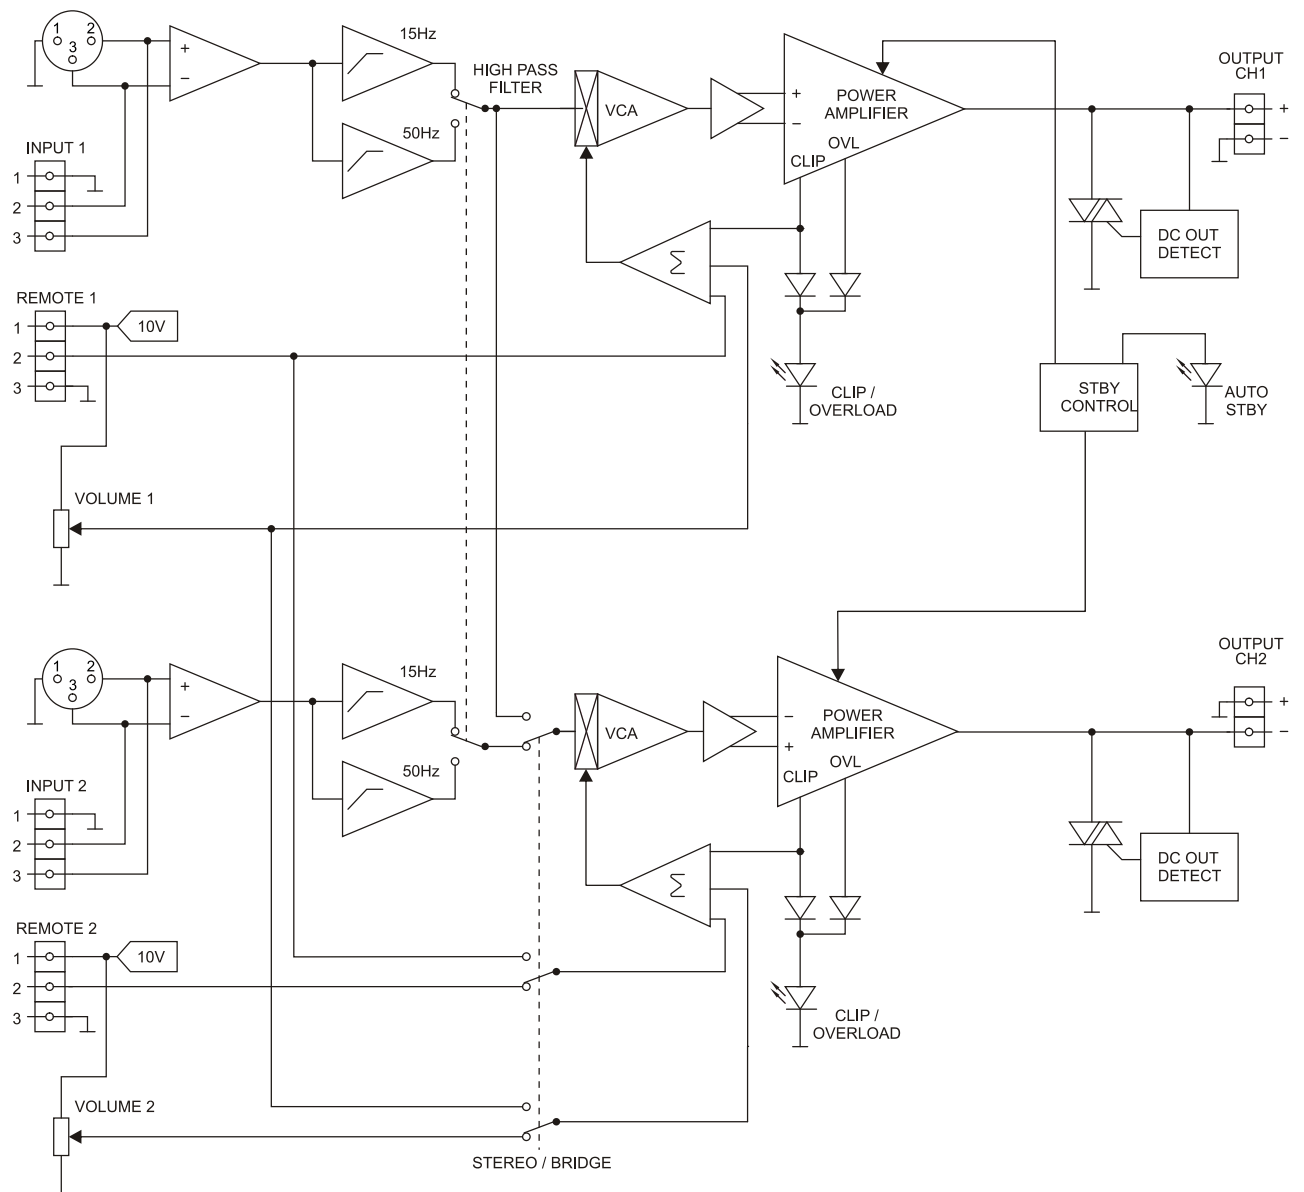 1 2
3
+
−
INPUT 1
1
2
3
15Hz
50Hz
HIGH PASS
FILTER
VCA
+
−
POWER
AMPLIFIER
OVL
CLIP
OUTPUT
CH1
+
−
DC OUT
DETECT
Σ
REMOTE 1
1
2
3
10V
CLIP /
OVERLOAD
STBY
CONTROL
AUTO
STBY
VOLUME 1
1 2
3
+
−
INPUT 2
1
2
3
15Hz
50Hz
VCA
−
+
POWER
AMPLIFIER
OVL
CLIP
OUTPUT
CH2
+
−
DC OUT
DETECT
Σ
REMOTE 2
1
2
3
10V
CLIP /
OVERLOAD
VOLUME 2
STEREO / BRIDGE